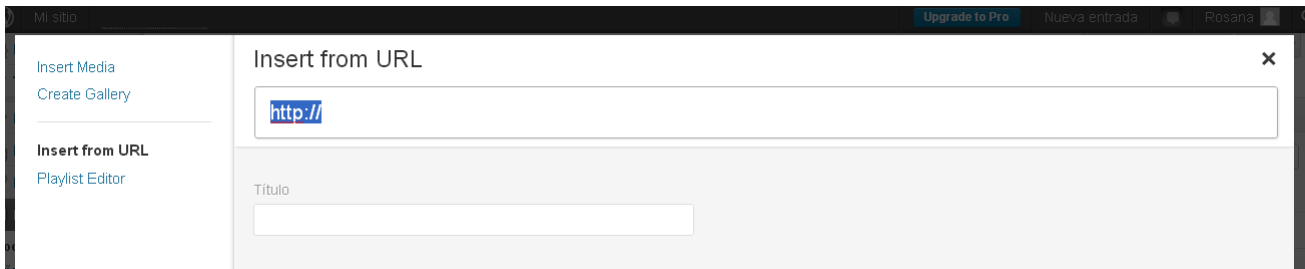 Mi sitio
Upgrade to Pro
Nueva entrada
Rosana
Insert Media
Create Gallery
Insert from URL
Playlist Editor
Insert from URL
http://
Título